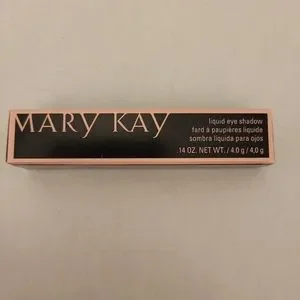 MARY KAY
liquid eye shadow
fard à paupières liquide
sombra líquida para ojos
.14 OZ. NET WT. / 4.0 g / 4,0 g